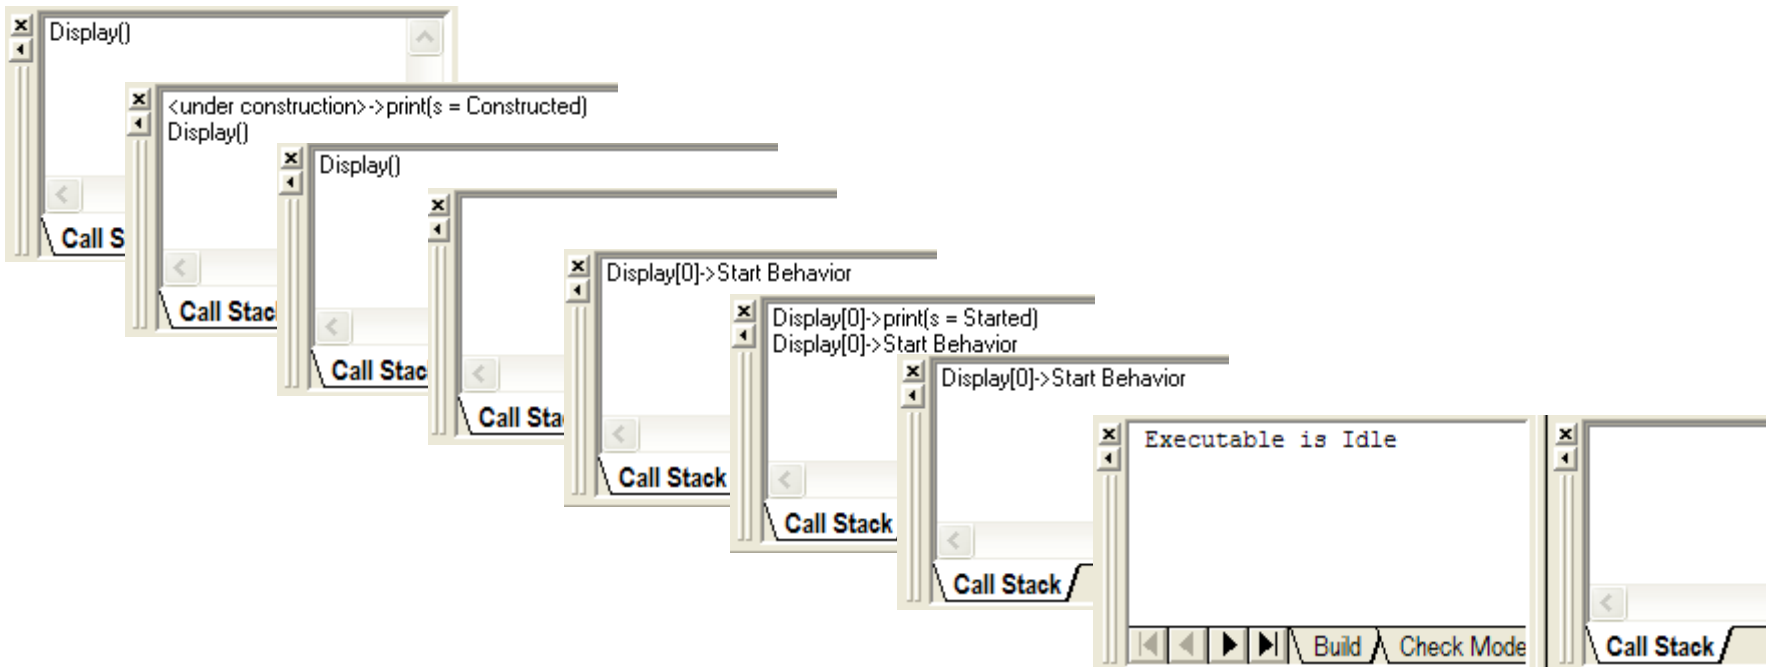 Display()
Call S
<under construction>->print(s = Constructed)
Display()
Call Stac
Display()
Call Stac
Call Sta
Display[0]->Start Behavior
Call Stack
Display[0]->print(s = Started)
Display[0]->Start Behavior
Call Stack
Display[0]->Start Behavior
Call Stack
Executable is Idle
Build
Check Mode
Call Stack